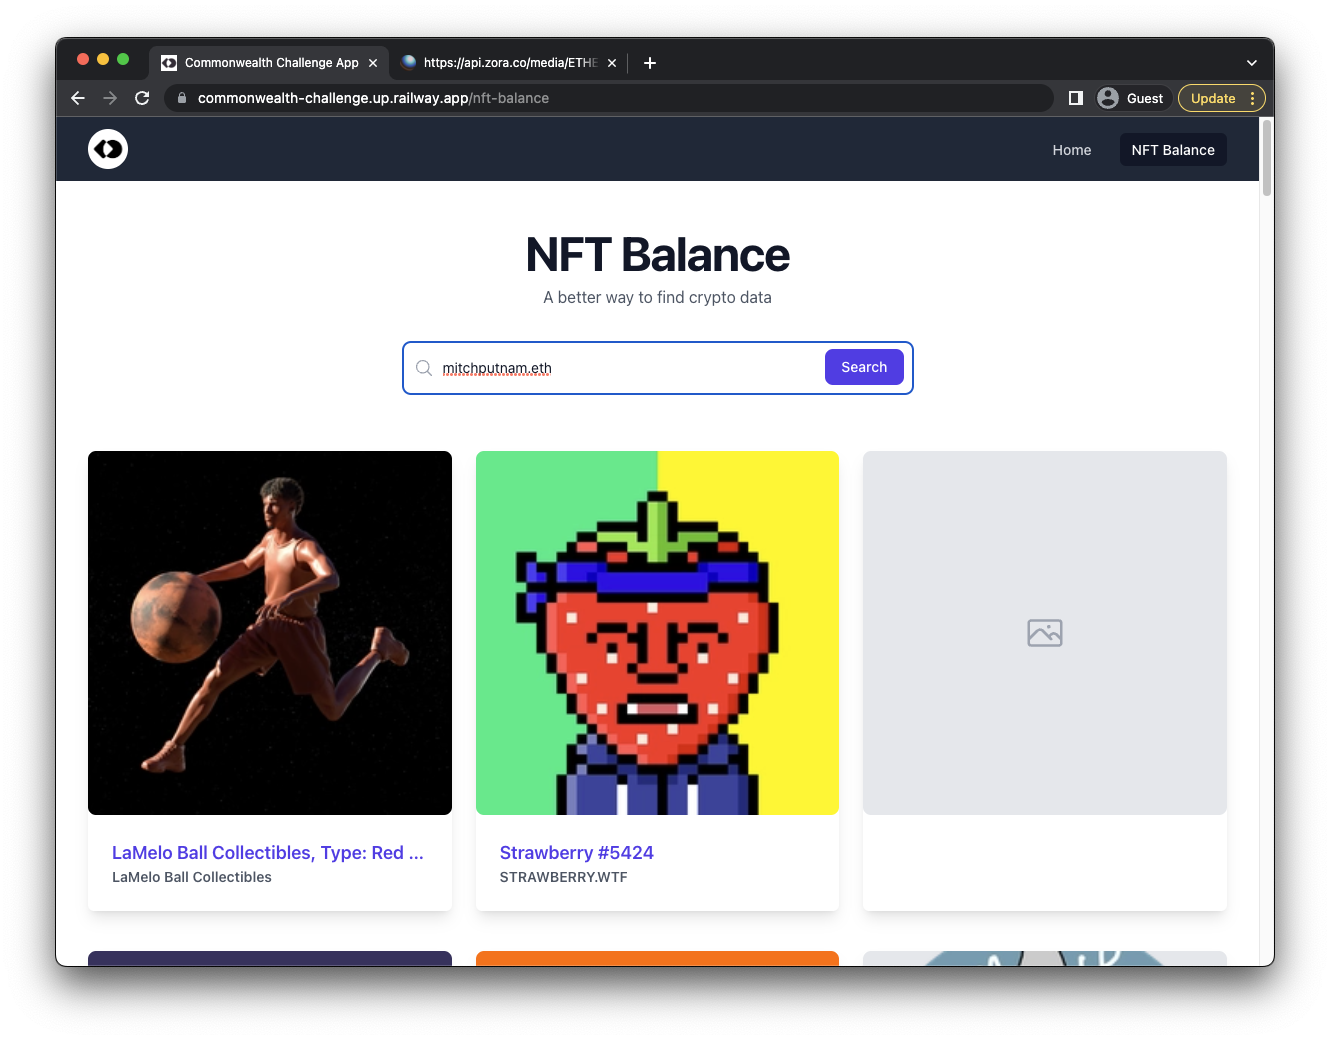 Commonwealth Challenge App
https://api.zora.co/media/ETHE
commonwealth-challenge.up.railway.app/nft-balance
Guest
Update
Home
NFT Balance
NFT Balance
A better way to find crypto data
mitchputnam.eth
Search
LaMelo Ball Collectibles, Type: Red ...
LaMelo Ball Collectibles
Strawberry #5424
STRAWBERRY.WTF